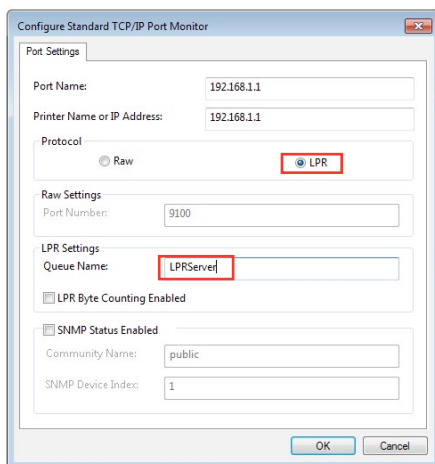 Configure Standard TCP/IP Port Monitor
Port Settings
Port Name: 192.168.1.1
Printer Name or IP Address: 192.168.1.1
Protocol
Raw LPR
Raw Settings
Port Number: 9100
LPR Settings
Queue Name: LPRServer
LPR Byte Counting Enabled
SNMP Status Enabled
Community Name: public
SNMP Device Index: 1
OK Cancel